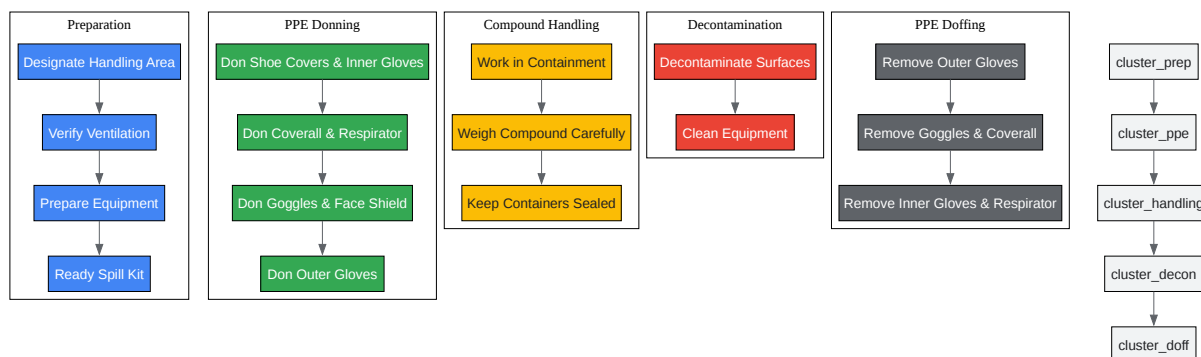 Preparation
Designate Handling Area
Verify Ventilation
Prepare Equipment
Ready Spill Kit
PPE Donning
Don Shoe Covers & Inner Gloves
Don Coverall & Respirator
Don Goggles & Face Shield
Don Outer Gloves
Compound Handling
Work in Containment
Weigh Compound Carefully
Keep Containers Sealed
Decontamination
Decontaminate Surfaces
Clean Equipment
PPE Doffing
Remove Outer Gloves
Remove Goggles & Coverall
Remove Inner Gloves & Respirator
cluster_prep
cluster_ppe
cluster_handling
cluster_decon
cluster_doff